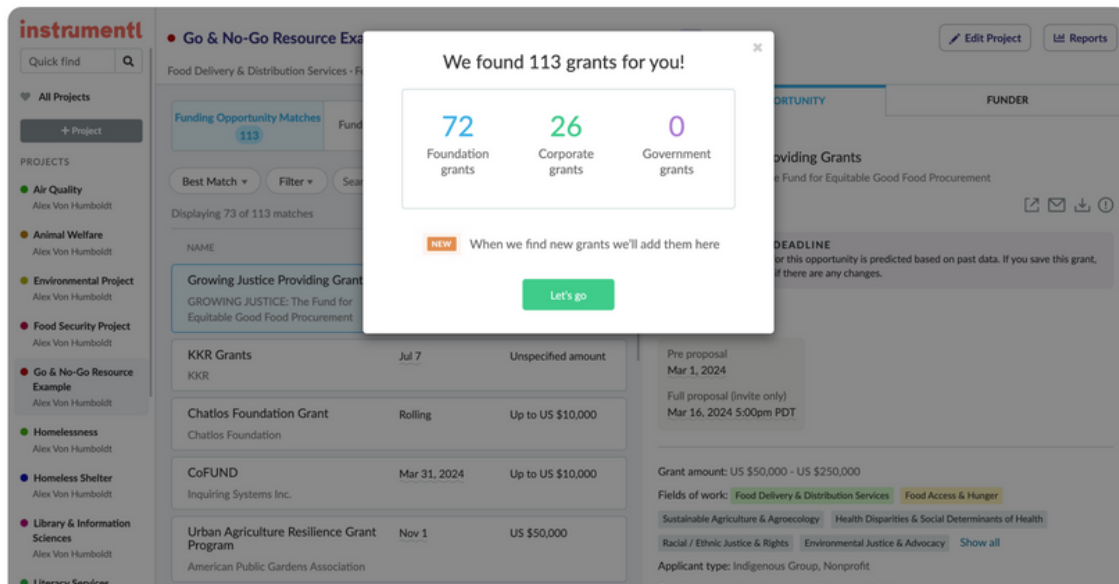 instrumentl
Quick find
All Projects
+ Project
PROJECTS
Air Quality
Alex Von Humboldt
Animal Welfare
Alex Von Humboldt
Environmental Project
Alex Von Humboldt
Food Security Project
Alex Von Humboldt
Go & No-Go Resource
Example
Alex Von Humboldt
Homelessness
Alex Von Humboldt
Homeless Shelter
Alex Von Humboldt
Library & Information
Sciences
Alex Von Humboldt
Literacy Services
Go & No-Go Resource Exa
Food Delivery & Distribution Services - F
Edit Project
Reports
Funding Opportunity Matches
113
Fund
Best Match
Filter
Sear
Displaying 73 of 113 matches
NAME
Growing Justice Providing Grant
GROWING JUSTICE: The Fund for
Equitable Good Food Procurement
KKR Grants
Jul 7
Unspecified amount
KKR
Chatlos Foundation Grant
Rolling
Up to US $10,000
Chatlos Foundation
CoFUND
Mar 31, 2024
Up to US $10,000
Inquiring Systems Inc.
Urban Agriculture Resilience Grant
Program
Nov 1
US $50,000
American Public Gardens Association
We found 113 grants for you!
72
Foundation
grants
26
Corporate
grants
0
Government
grants
NEW When we find new grants we'll add them here
Let's go
ORTUNITY
FUNDER
oviding Grants
e Fund for Equitable Good Food Procurement
DEADLINE
or this opportunity is predicted based on past data. If you save this grant,
if there are any changes.
Pre proposal
Mar 1, 2024
Full proposal (invite only)
Mar 16, 2024 5:00pm PDT
Grant amount: US $50,000 - US $250,000
Fields of work: Food Delivery & Distribution Services Food Access & Hunger
Sustainable Agriculture & Agroecology Health Disparities & Social Determinants of Health
Racial / Ethnic Justice & Rights Environmental Justice & Advocacy Show all
Applicant type: Indigenous Group, Nonprofit